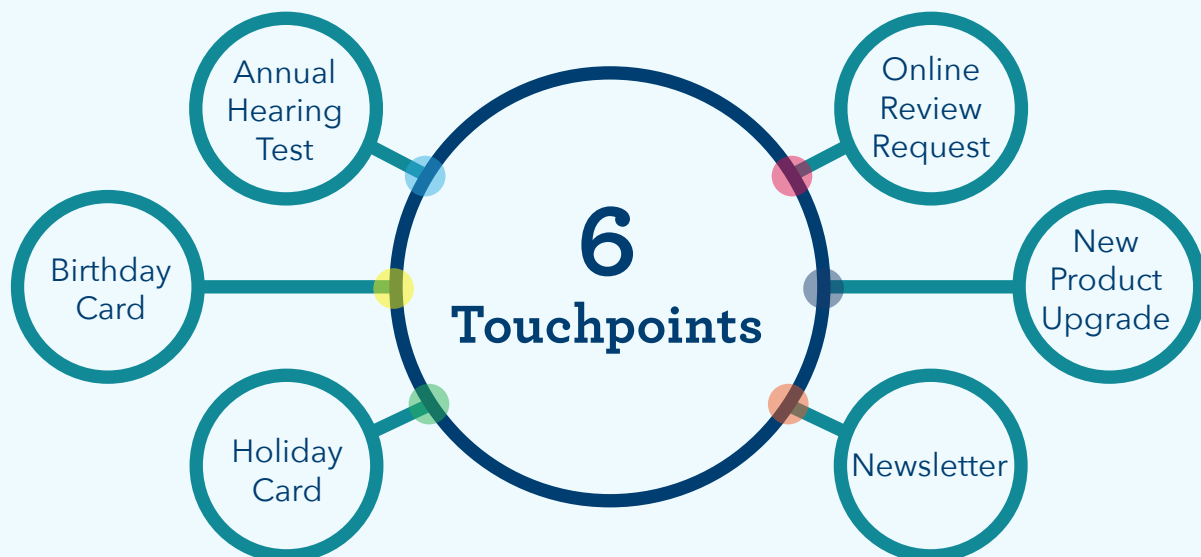 Annual
Hearing
Test
Birthday
Card
Holiday
Card
6
Touchpoints
Online
Review
Request
New
Product
Upgrade
Newsletter